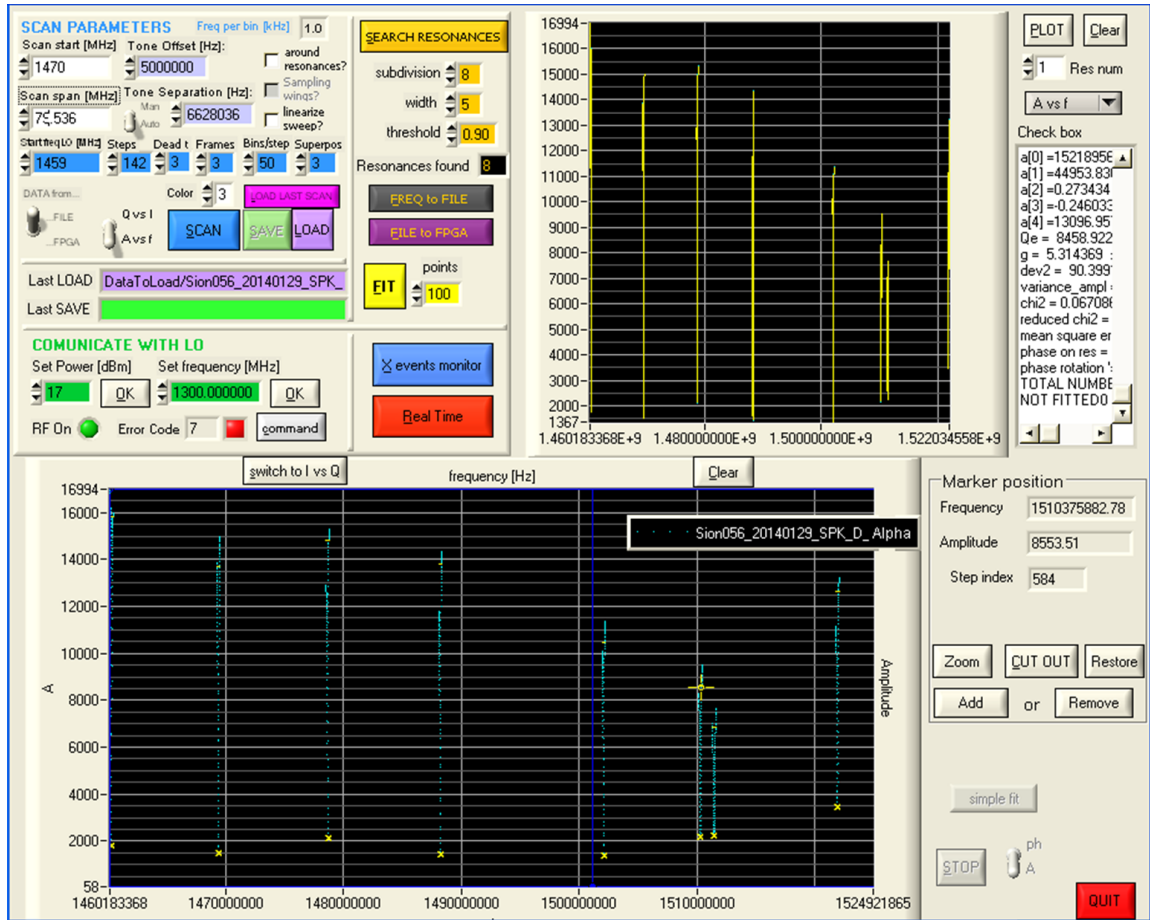 SCAN PARAMETERS Freq per bin [kHz] 1.0
Scan start [MHz] Tone Offset [Hz]:
1470 5000000
around resonances?
Sampling wings?
Scan span [MHz] Tone Separation [Hz]:
Man
Auto
6628036
linearize sweep?
StartfreqLO [MHz] Steps Dead t Frames Bins/step Superpos
1459 142 3 3 50 3
DATA from... Color 3 LOAD LAST SCAN
...FILE
...FPGA
Q vs I
A vs f
SCAN SAVE LOAD
Last LOAD DataToLoad/Sion056_20140129_SPK_
Last SAVE
COMUNICATE WITH LO
Set Power [dBm] Set frequency [MHz]
17 OK 1300.000000 OK
RF On Error Code 7 command
SEARCH RESONANCES
subdivision 8
width 5
threshold 0.90
Resonances found 8
FREQ to FILE
FILE to FPGA
FIT points
100
X events monitor
Real Time
16994-
16000-
15000-
14000-
13000-
12000-
11000-
10000-
9000-
8000-
7000-
6000-
5000-
4000-
3000-
2000-
1367-
1.460183368E+9 1.480000000E+9 1.500000000E+9 1.522034558E+9
PLOT Clear
1 Res num
A vs f
Check box
a[0] =15218956
a[1] =44953.830
a[2] =0.273434
a[3] =-0.246033
a[4] =13096.957
Qe = 8458.922
g = 5.314369
dev2 = 90.399
variance_ampl
chi2 = 0.067086
reduced chi2 =
mean square er
phase on res =
phase rotation '
TOTAL NUMBE
NOT FITTED0
switch to I vs Q frequency [Hz] Clear
16994-
16000-
14000-
12000-
10000-
8000-
6000-
4000-
2000-
58-
A
Sion056_20140129_SPK_D_ Alpha
Amplitude
1460183368 1470000000 1480000000 1490000000 1500000000 1510000000 1524921865
Marker position
Frequency 1510375882.78
Amplitude 8553.51
Step index 584
Zoom CUT OUT Restore
Add or Remove
simple fit
STOP
ph
A
QUIT